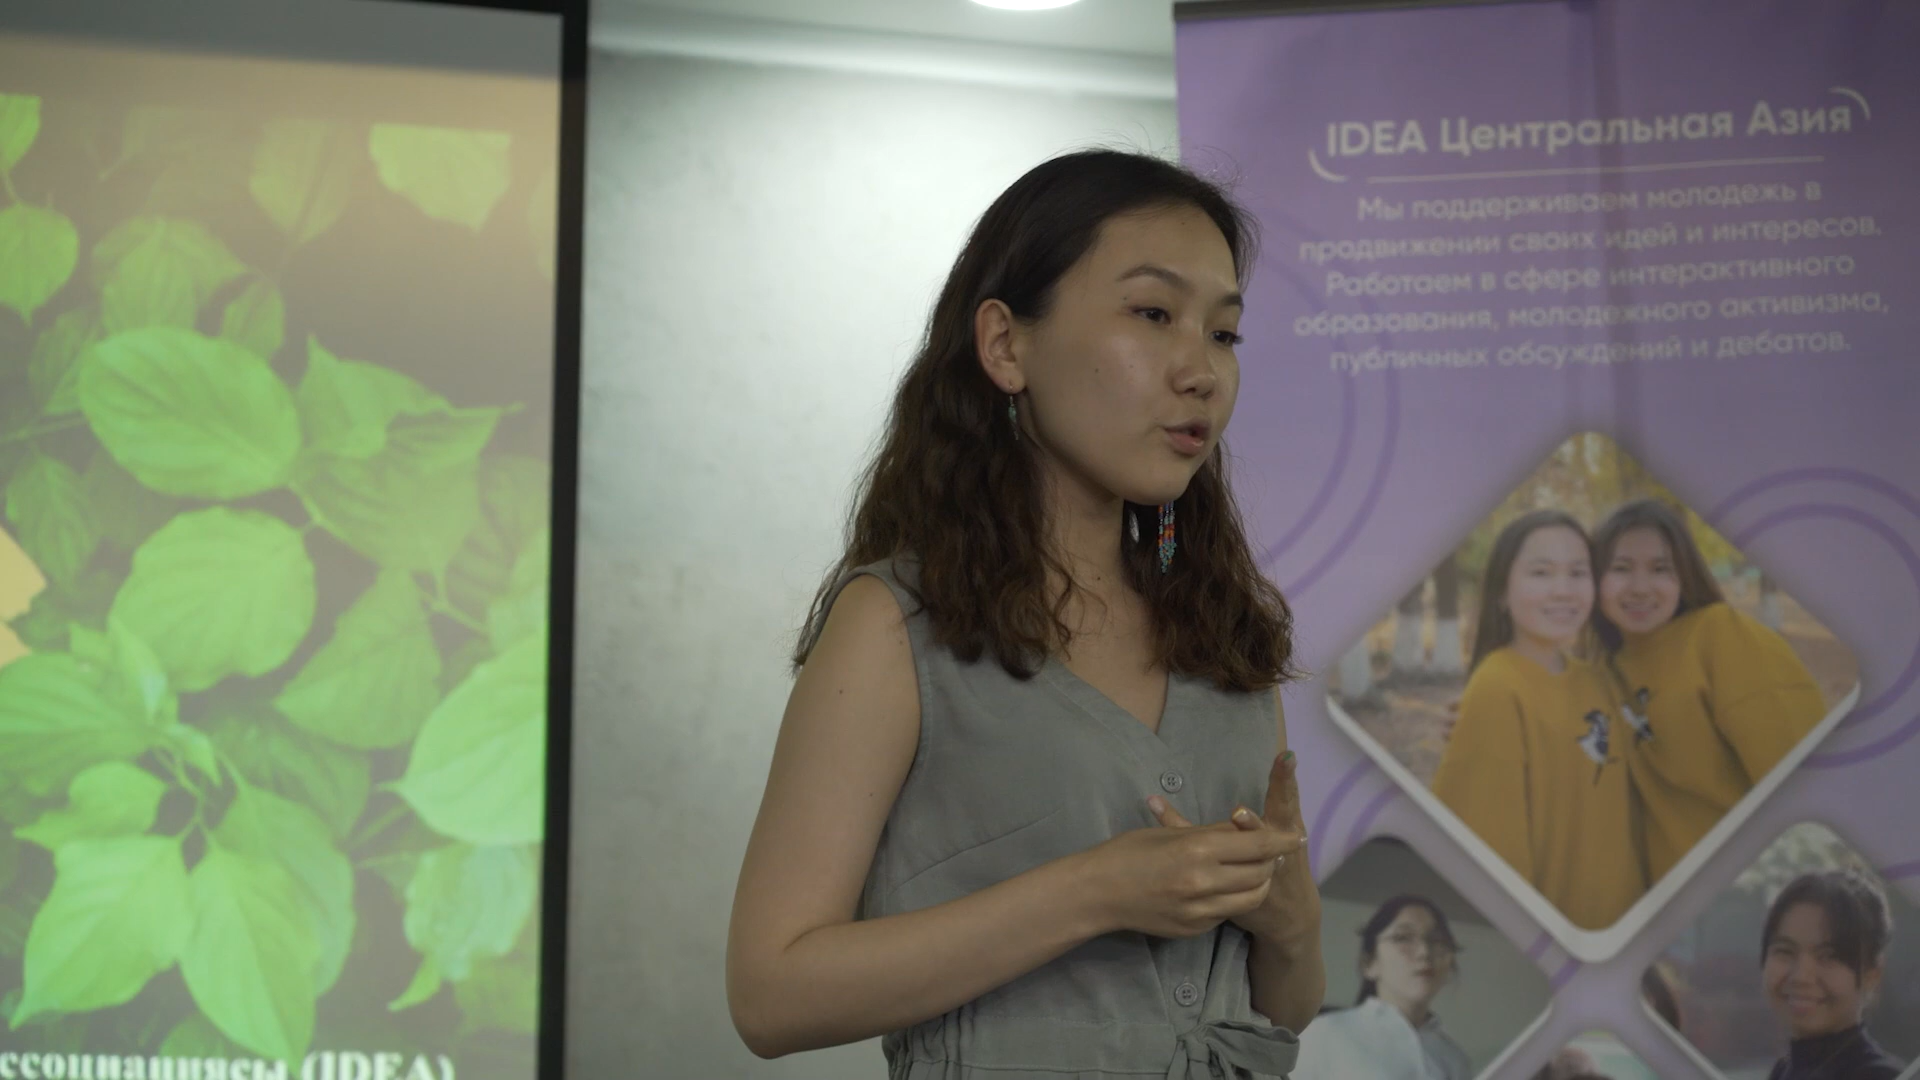 IDEA Центральная Азия
Мы поддерживаем молодежь в
продвижении своих идей и интересов.
Работаем в сфере интерактивного
образования, молодежного активизма,
публичных обсуждений и дебатов.
ссоциациясы (IDEA)